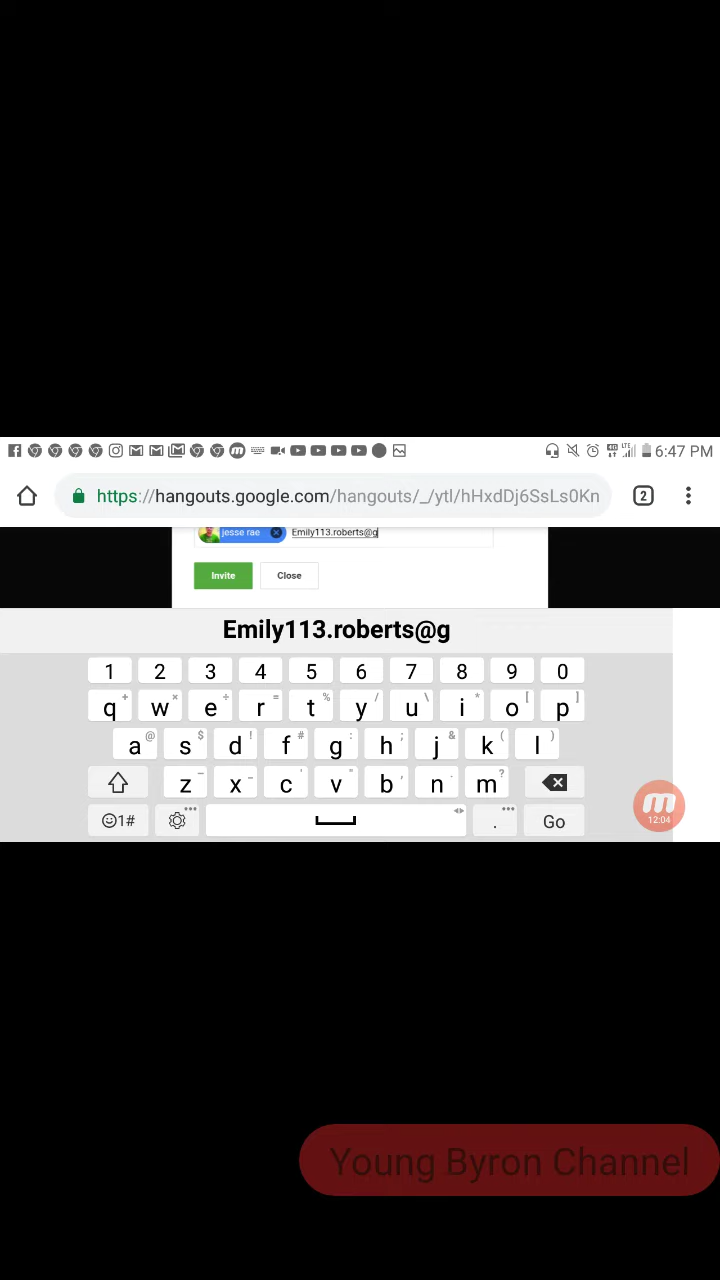 6:47 PM
https://hangouts.google.com/hangouts/_/ytl/hHxdDj6SsLs0Kn
2
jesse rae Emily113.roberts@g
Invite Close
Emily113.roberts@g
1 2 3 4 5 6 7 8 9 0
q + w × e ÷ r = t % y / u \ i * o [ p ]
a @ s $ d ! f # g : h ; j & k ( l )
z x c ' v " b , n m ?
12:04
1# . Go
Young Byron Channel